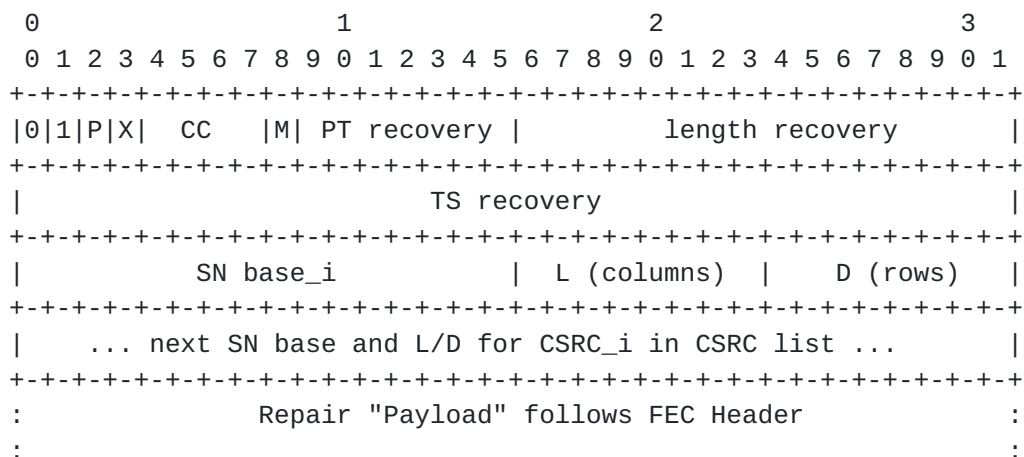 0                   1                   2                   3
 0 1 2 3 4 5 6 7 8 9 0 1 2 3 4 5 6 7 8 9 0 1 2 3 4 5 6 7 8 9 0 1
+-+-+-+-+-+-+-+-+-+-+-+-+-+-+-+-+-+-+-+-+-+-+-+-+-+-+-+-+-+-+-+-+
|0|1|P|X|  CC   |M| PT recovery |         length recovery       |
+-+-+-+-+-+-+-+-+-+-+-+-+-+-+-+-+-+-+-+-+-+-+-+-+-+-+-+-+-+-+-+-+
|                          TS recovery                          |
+-+-+-+-+-+-+-+-+-+-+-+-+-+-+-+-+-+-+-+-+-+-+-+-+-+-+-+-+-+-+-+-+
|           SN base_i           |  L (columns)  |    D (rows)   |
+-+-+-+-+-+-+-+-+-+-+-+-+-+-+-+-+-+-+-+-+-+-+-+-+-+-+-+-+-+-+-+-+
|    ... next SN base and L/D for CSRC_i in CSRC list ...       |
+-+-+-+-+-+-+-+-+-+-+-+-+-+-+-+-+-+-+-+-+-+-+-+-+-+-+-+-+-+-+-+-+
:               Repair "Payload" follows FEC Header             :
:                                                               :